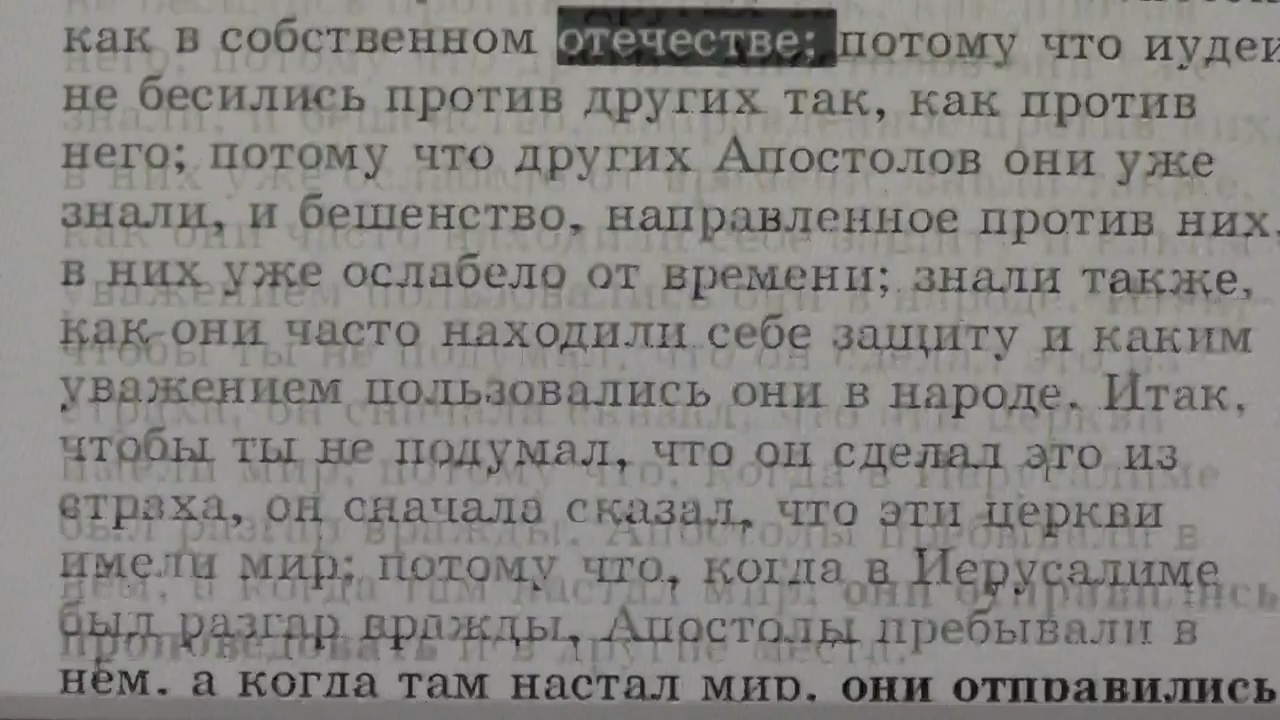 как в собственном отечестве; потому что иудеи
не бесились против других так, как против
него; потому что других Апостолов они уже
знали, и бешенство, направленное против них,
в них уже ослабело от времени; знали также,
как они часто находили себе защиту и каким
уважением пользовались они в народе. Итак,
чтобы ты не подумал, что он сделал это из
страха, он сначала сказал, что эти церкви
имели мир; потому что, когда в Иерусалиме
был разгар вражды, Апостолы пребывали в
нём, а когда там настал мир, они отправились